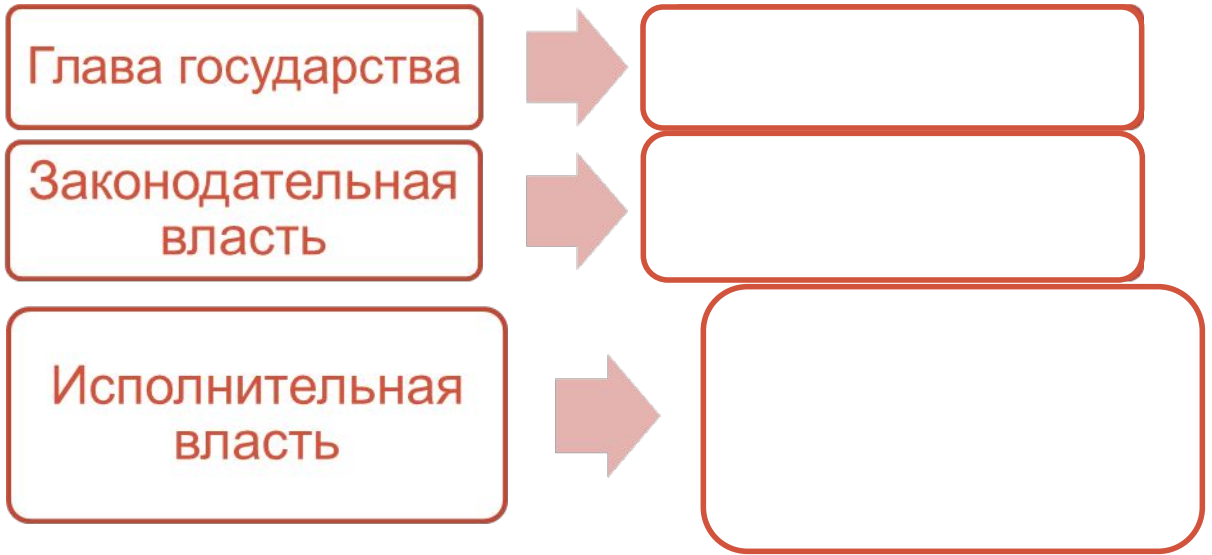 Глава государства
Законодательная
власть
Исполнительная
власть